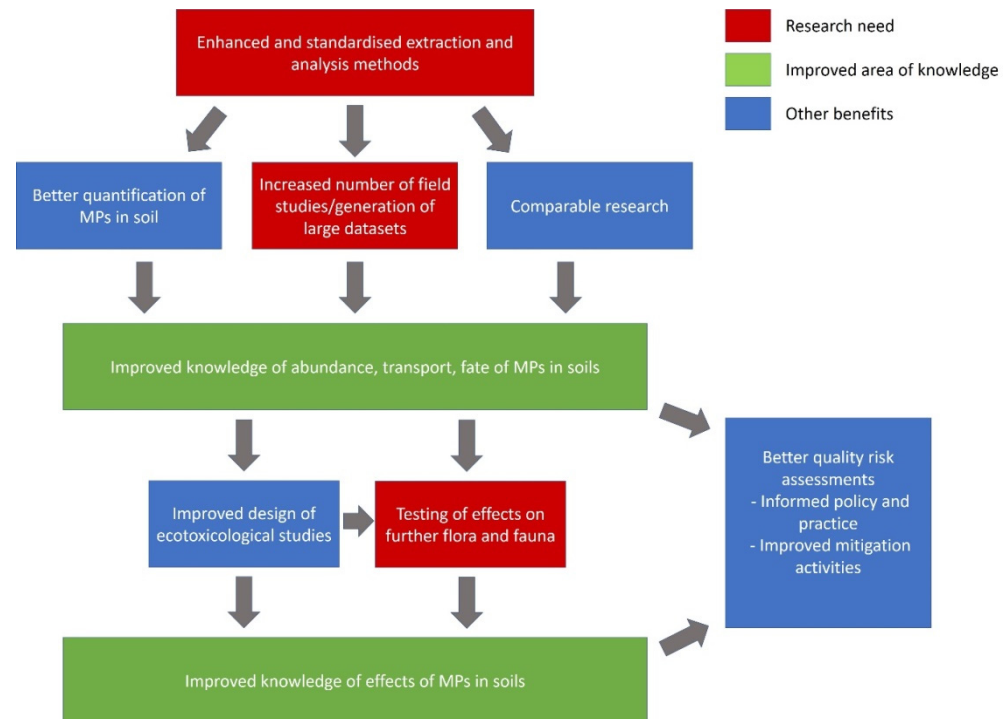 Enhanced and standardised extraction and
analysis methods
Research need
Improved area of knowledge
Other benefits
Better quantification of
MPs in soil
Increased number of field
studies/generation of
large datasets
Comparable research
Improved knowledge of abundance, transport, fate of MPs in soils
Improved design of
ecotoxicological studies
Testing of effects on
further flora and fauna
Better quality risk
assessments
- Informed policy and
practice
- Improved mitigation
activities
Improved knowledge of effects of MPs in soils